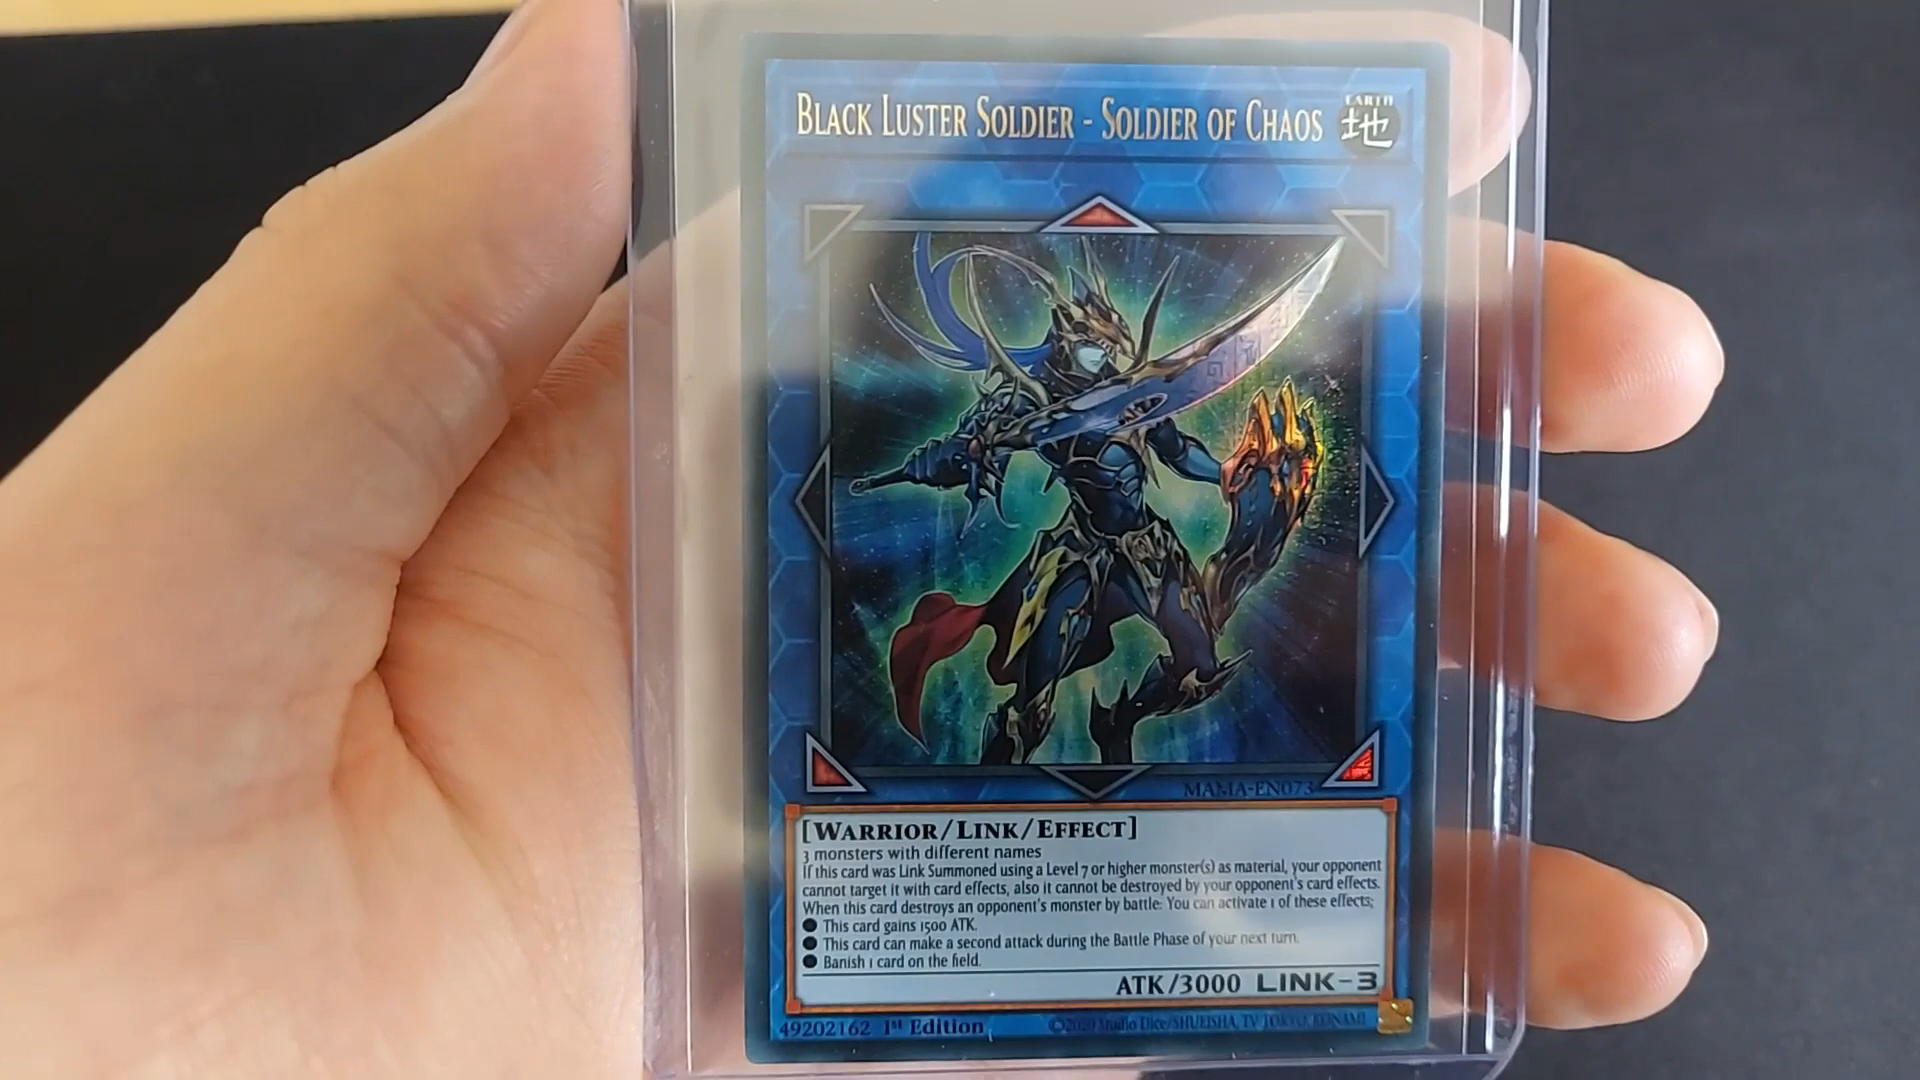 BLACK LUSTER SOLDIER - SOLDIER OF CHAOS
EARTH
地
MAMA-EN073
[WARRIOR/LINK/EFFECT]
3 monsters with different names
If this card was Link Summoned using a Level 7 or higher monster(s) as material, your opponent
cannot target it with card effects, also it cannot be destroyed by your opponent's card effects.
When this card destroys an opponent's monster by battle: You can activate 1 of these effects;
● This card gains 1500 ATK.
● This card can make a second attack during the Battle Phase of your next turn.
● Banish 1 card on the field.
ATK/3000 LINK-3
49202162 1st Edition
©2020 Studio Dice/SHUEISHA, TV TOKYO, KONAMI